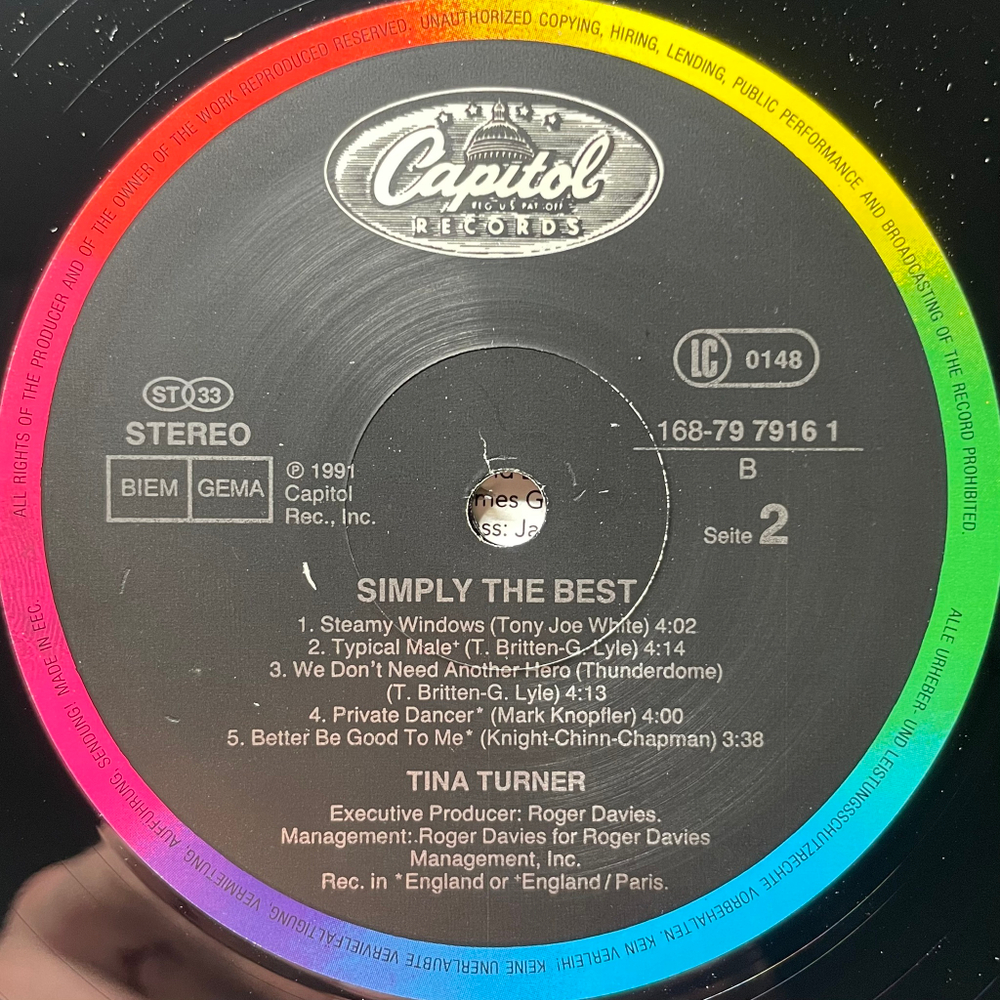 ALL RIGHTS OF THE PRODUCER AND OF THE OWNER OF THE WORK REPRODUCED RESERVED. UNAUTHORIZED COPYING, HIRING, LENDING, PUBLIC PERFORMANCE AND BROADCASTING OF THE RECORD PROHIBITED.
Capitol
REG. U.S. PAT. OFF.
RECORDS
LC 0148
ST 33
STEREO
BIEM GEMA
℗ 1991
Capitol
Rec., Inc.
168-79 7916 1
B
Seite 2
mes G
ss: Ja
SIMPLY THE BEST
1. Steamy Windows (Tony Joe White) 4:02
2. Typical Male⁺ (T. Britten-G. Lyle) 4:14
3. We Don't Need Another Hero (Thunderdome)
(T. Britten-G. Lyle) 4:13
4. Private Dancer* (Mark Knopfler) 4:00
5. Better Be Good To Me* (Knight-Chinn-Chapman) 3:38
TINA TURNER
Executive Producer: Roger Davies.
Management: Roger Davies for Roger Davies
Management, Inc.
Rec. in *England or ⁺England/Paris.
ALLE URHEBER- UND LEISTUNGSSCHUTZRECHTE VORBEHALTEN. KEIN VERLEIH! KEINE UNERLAUBTE VERVIELFÄLTIGUNG, VERMIETUNG, AUFFÜHRUNG, SENDUNG! MADE IN EEC.